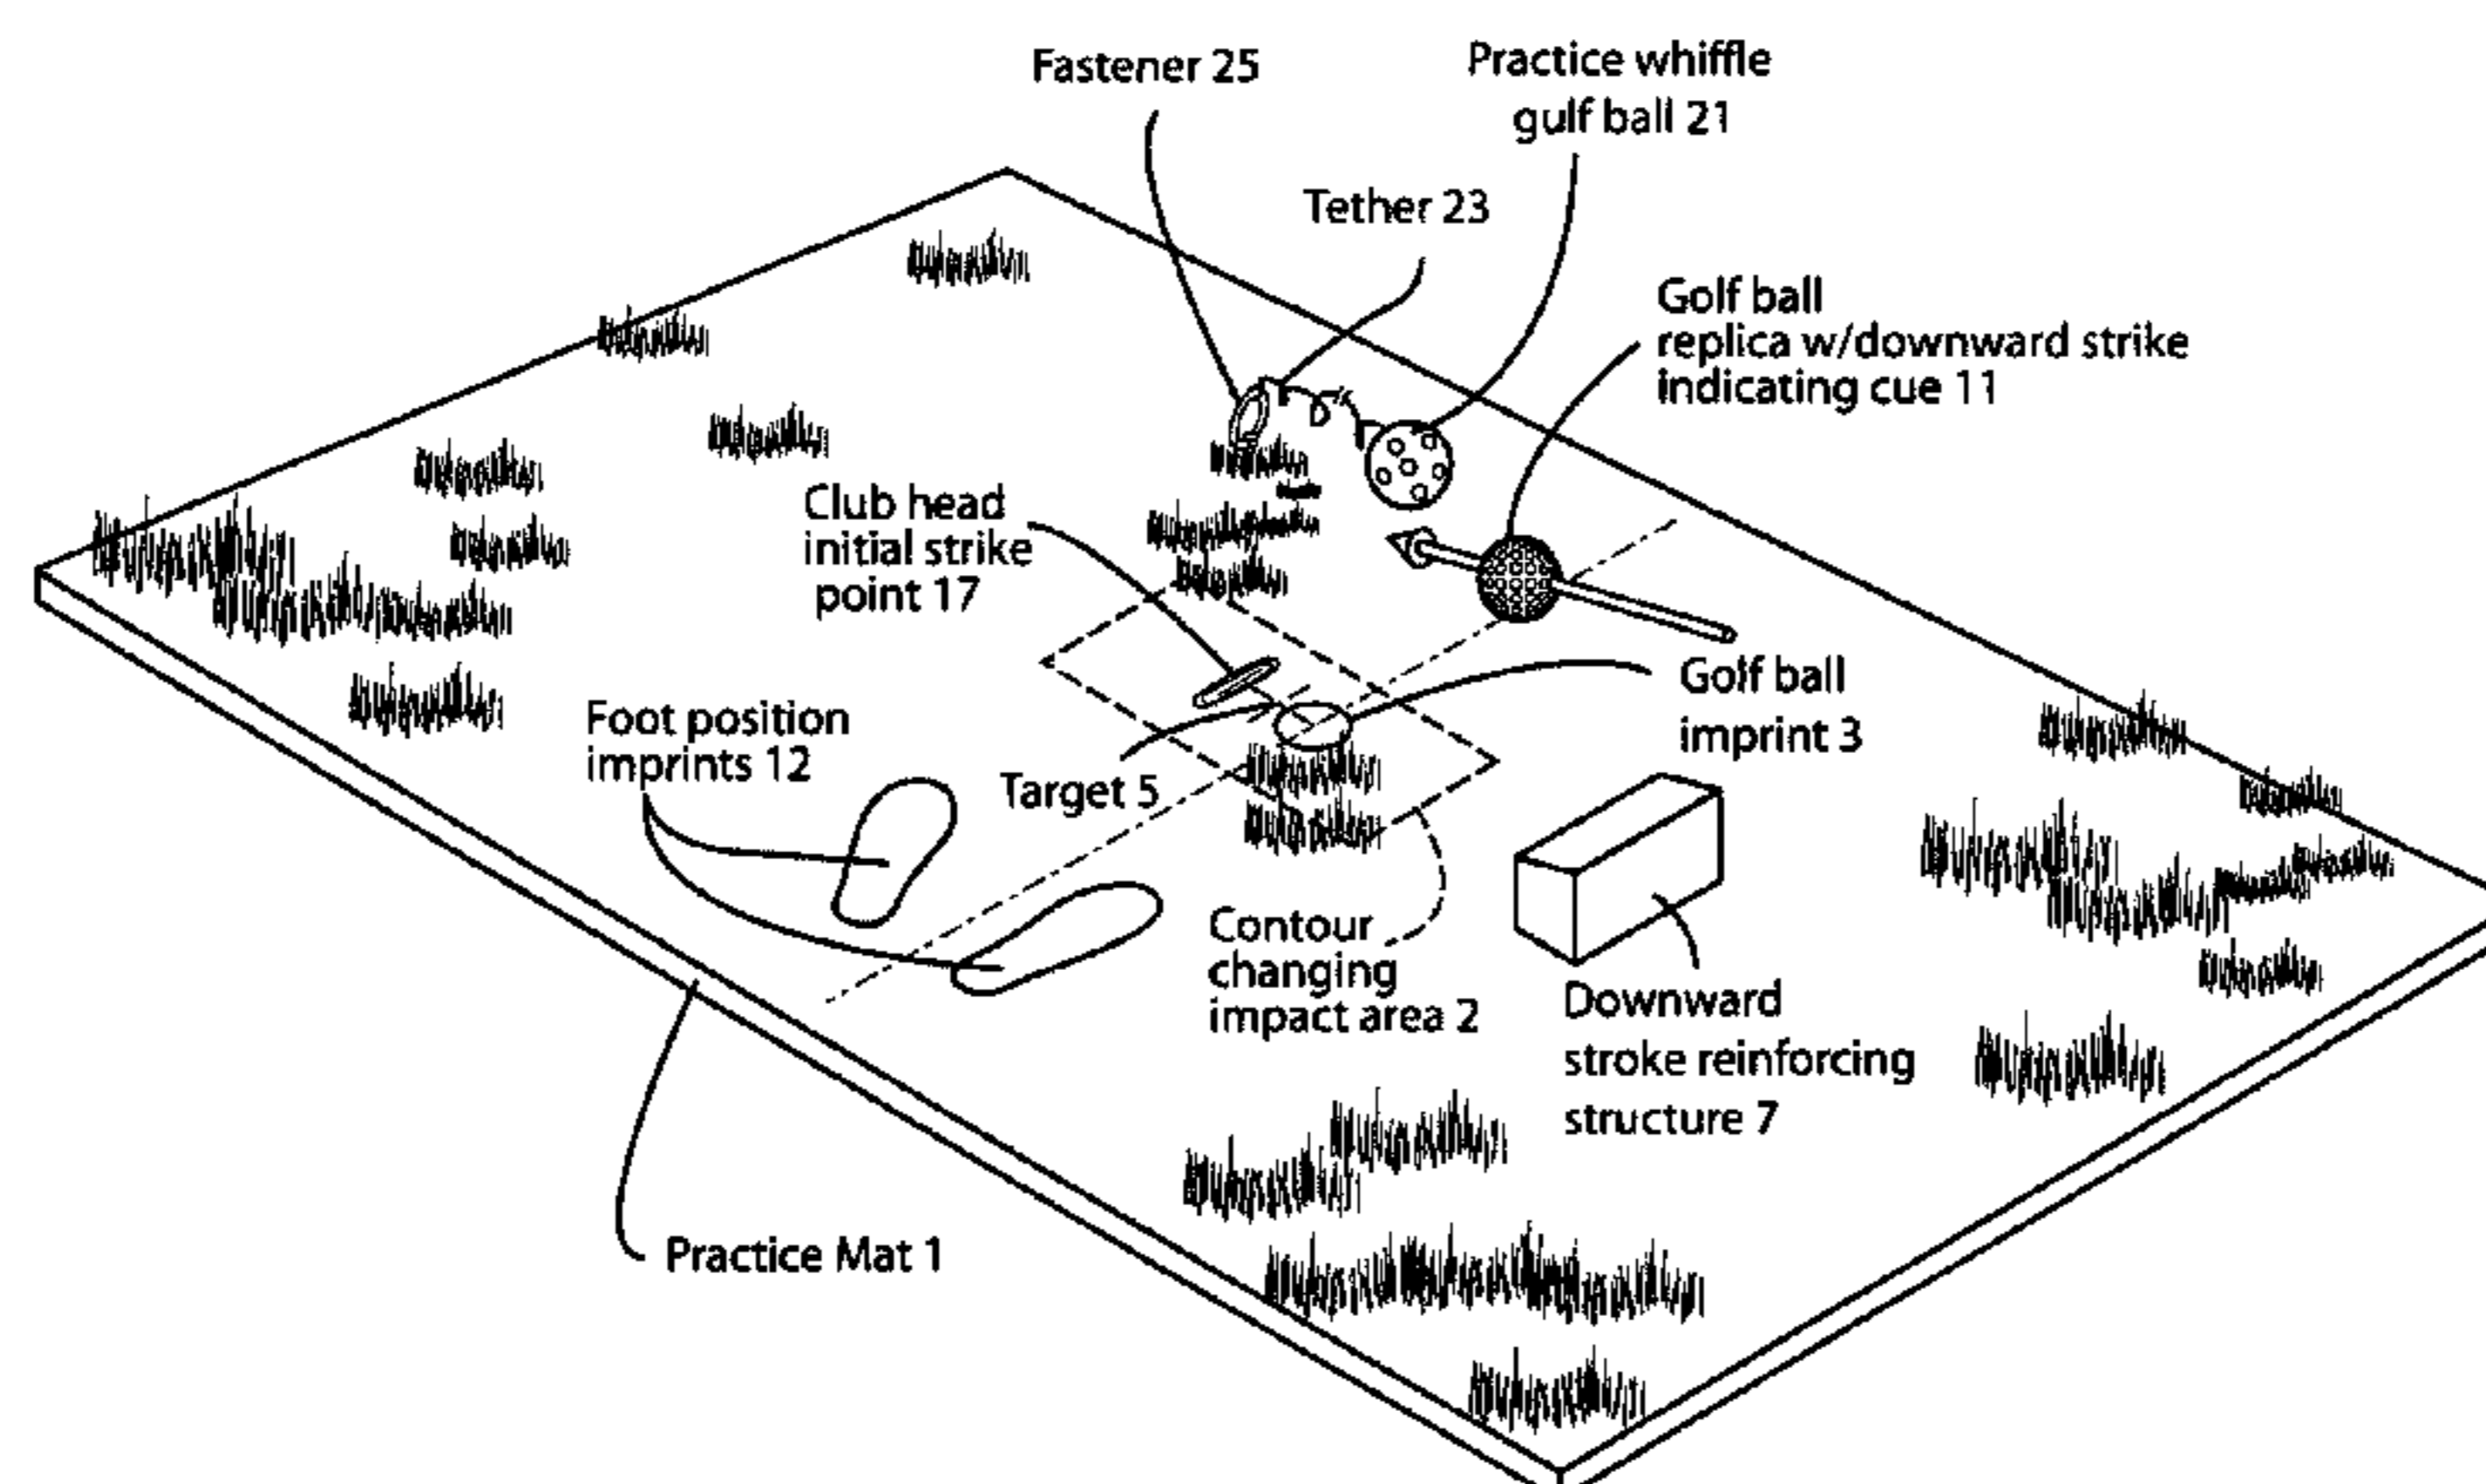 Fastener 25
Practice whiffle
gulf ball 21
Tether 23
Golf ball
replica w/downward strike
indicating cue 11
Club head
initial strike
point 17
Golf ball
imprint 3
Foot position
imprints 12
Target 5
Contour
changing
impact area 2
Downward
stroke reinforcing
structure 7
Practice Mat 1